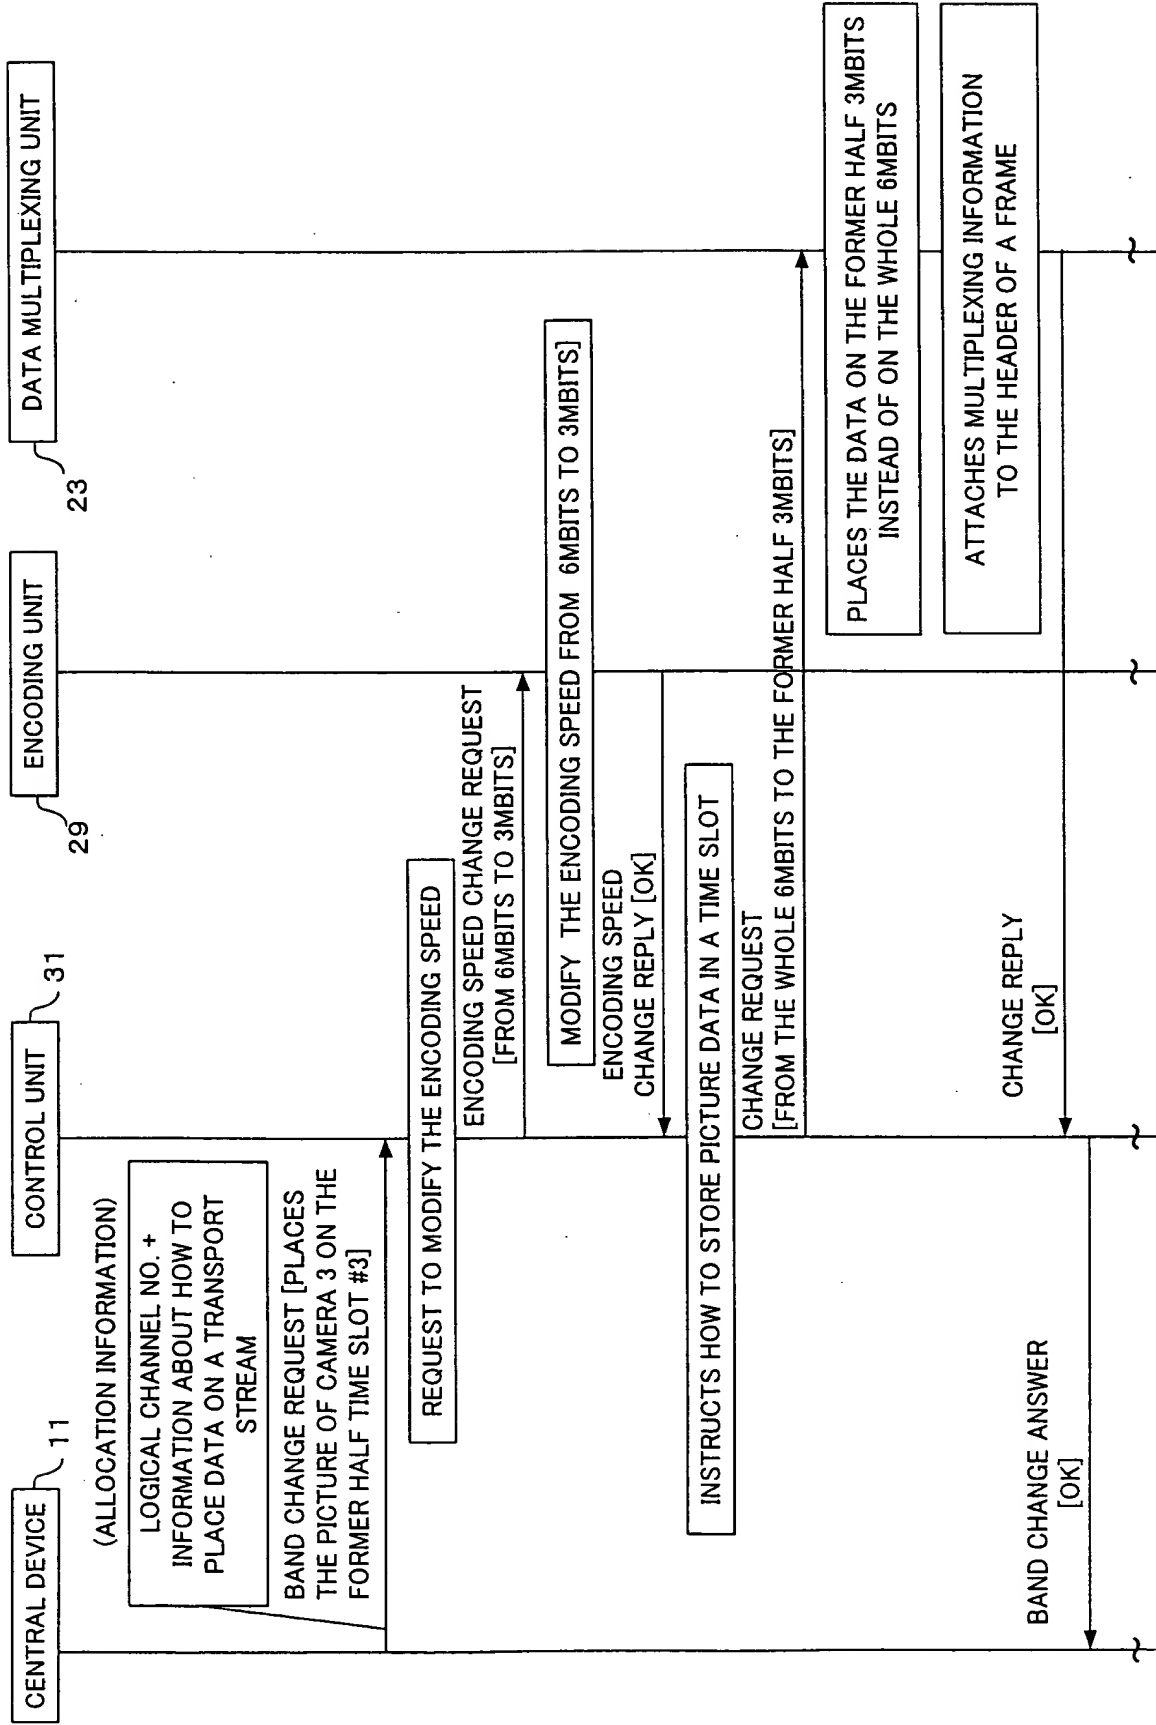 CENTRAL DEVICE
11
CONTROL UNIT
31
ENCODING UNIT
29
DATA MULTIPLEXING UNIT
23
(ALLOCATION INFORMATION)
LOGICAL CHANNEL NO. +
INFORMATION ABOUT HOW TO
PLACE DATA ON A TRANSPORT
STREAM
BAND CHANGE REQUEST [PLACES
THE PICTURE OF CAMERA 3 ON THE
FORMER HALF TIME SLOT #3]
REQUEST TO MODIFY THE ENCODING SPEED
ENCODING SPEED CHANGE REQUEST
[FROM 6MBITS TO 3MBITS]
MODIFY THE ENCODING SPEED FROM 6MBITS TO 3MBITS]
ENCODING SPEED
CHANGE REPLY [OK]
INSTRUCTS HOW TO STORE PICTURE DATA IN A TIME SLOT
CHANGE REQUEST
[FROM THE WHOLE 6MBITS TO THE FORMER HALF 3MBITS]
PLACES THE DATA ON THE FORMER HALF 3MBITS
INSTEAD OF ON THE WHOLE 6MBITS
ATTACHES MULTIPLEXING INFORMATION
TO THE HEADER OF A FRAME
CHANGE REPLY
[OK]
BAND CHANGE ANSWER
[OK]